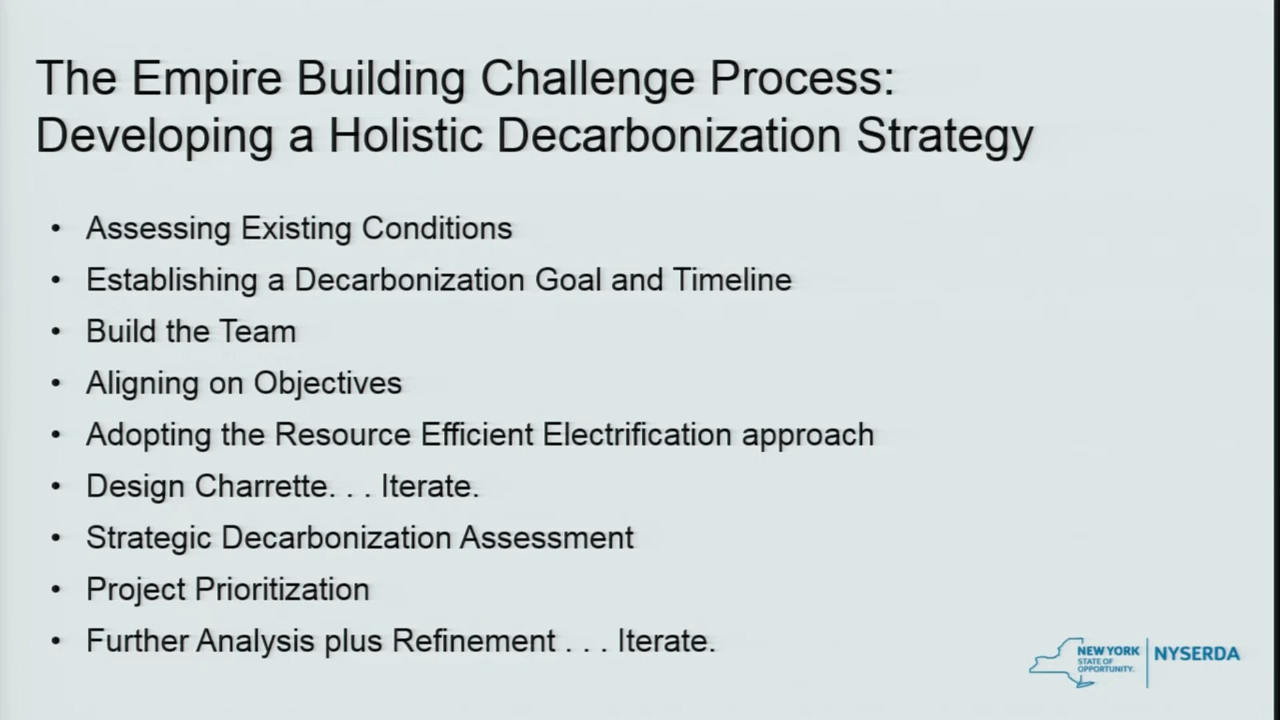 The Empire Building Challenge Process:
Developing a Holistic Decarbonization Strategy
• Assessing Existing Conditions
• Establishing a Decarbonization Goal and Timeline
• Build the Team
• Aligning on Objectives
• Adopting the Resource Efficient Electrification approach
• Design Charrette. . . Iterate.
• Strategic Decarbonization Assessment
• Project Prioritization
• Further Analysis plus Refinement . . . Iterate.
NEW YORK
STATE OF
OPPORTUNITY.
NYSERDA